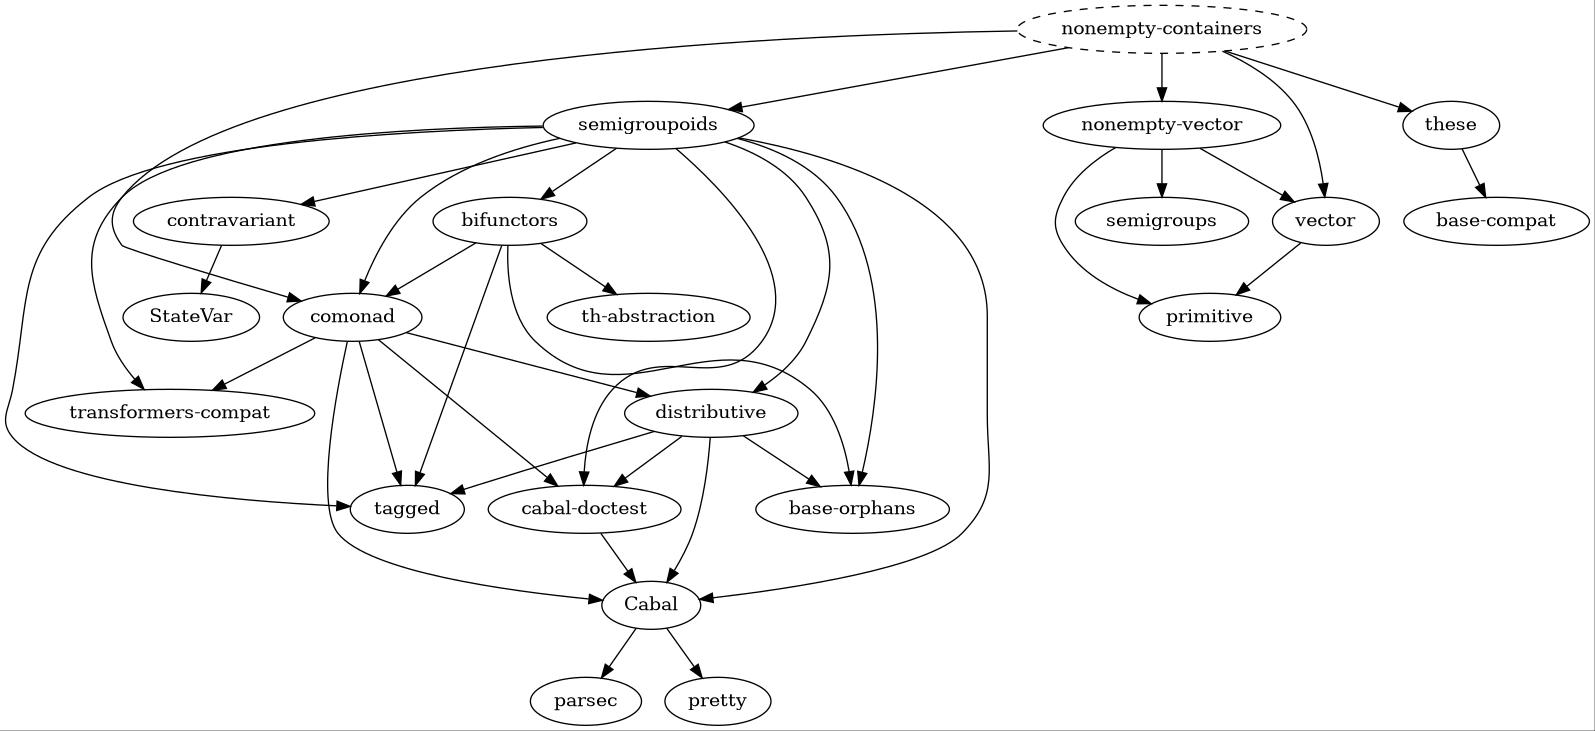 nonempty-containers
semigroupoids
nonempty-vector
these
contravariant
bifunctors
semigroups
vector
base-compat
StateVar
comonad
th-abstraction
primitive
transformers-compat
distributive
tagged
cabal-doctest
base-orphans
Cabal
parsec
pretty